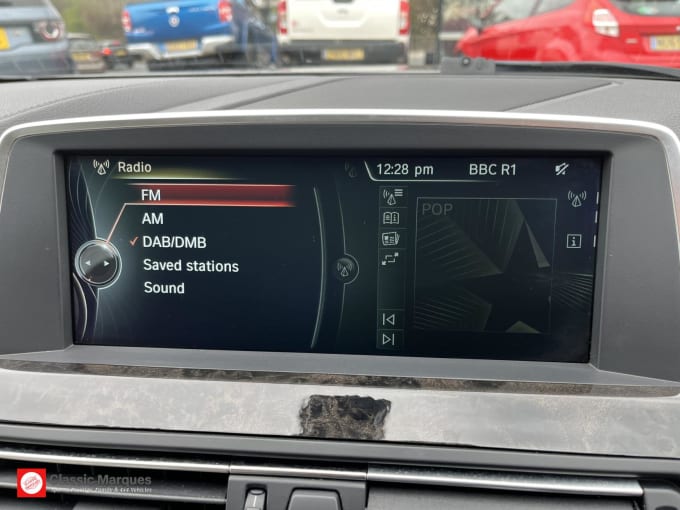 Radio
12:28 pm
BBC R1
FM
AM
DAB/DMB
Saved stations
Sound
POP
Classic-Marques